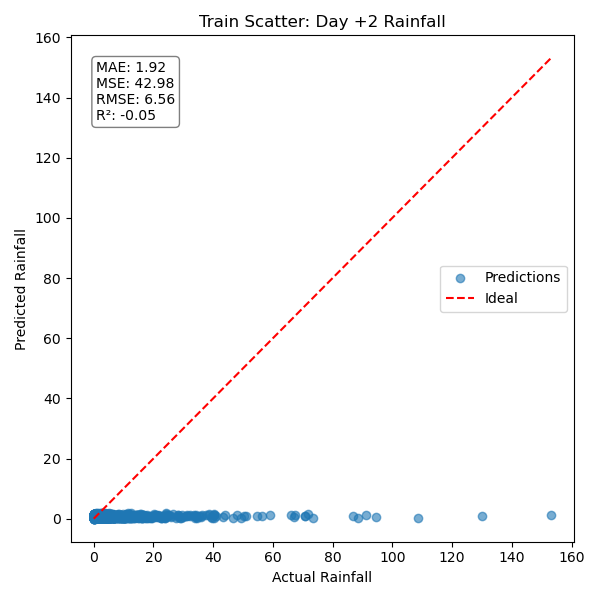 Train Scatter: Day +2 Rainfall
160
140
120
100
80
60
40
20
0
Predicted Rainfall
MAE: 1.92
MSE: 42.98
RMSE: 6.56
R²: -0.05
Predictions
Ideal
0 20 40 60 80 100 120 140 160
Actual Rainfall